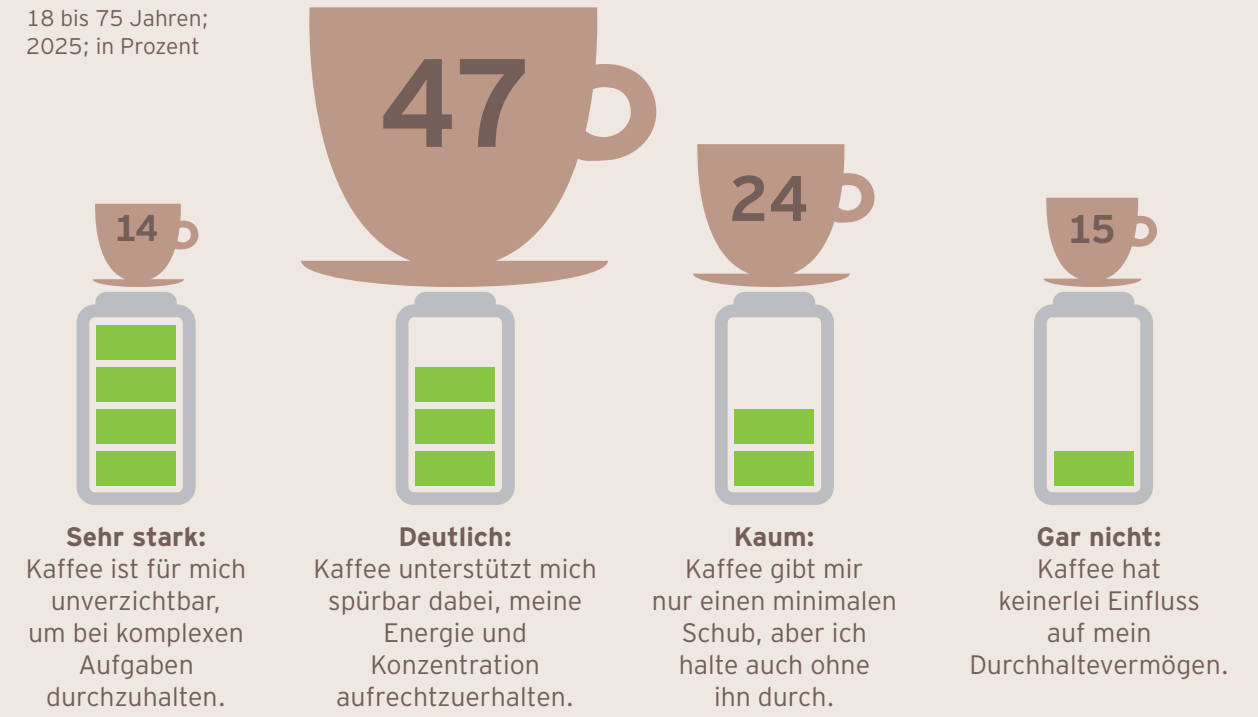 18 bis 75 Jahren;
2025; in Prozent
47
24
14
15
Sehr stark:
Kaffee ist für mich
unverzichtbar,
um bei komplexen
Aufgaben
durchzuhalten.
Deutlich:
Kaffee unterstützt mich
spürbar dabei, meine
Energie und
Konzentration
aufrechtzuerhalten.
Kaum:
Kaffee gibt mir
nur einen minimalen
Schub, aber ich
halte auch ohne
ihn durch.
Gar nicht:
Kaffee hat
keinerlei Einfluss
auf mein
Durchhaltevermögen.